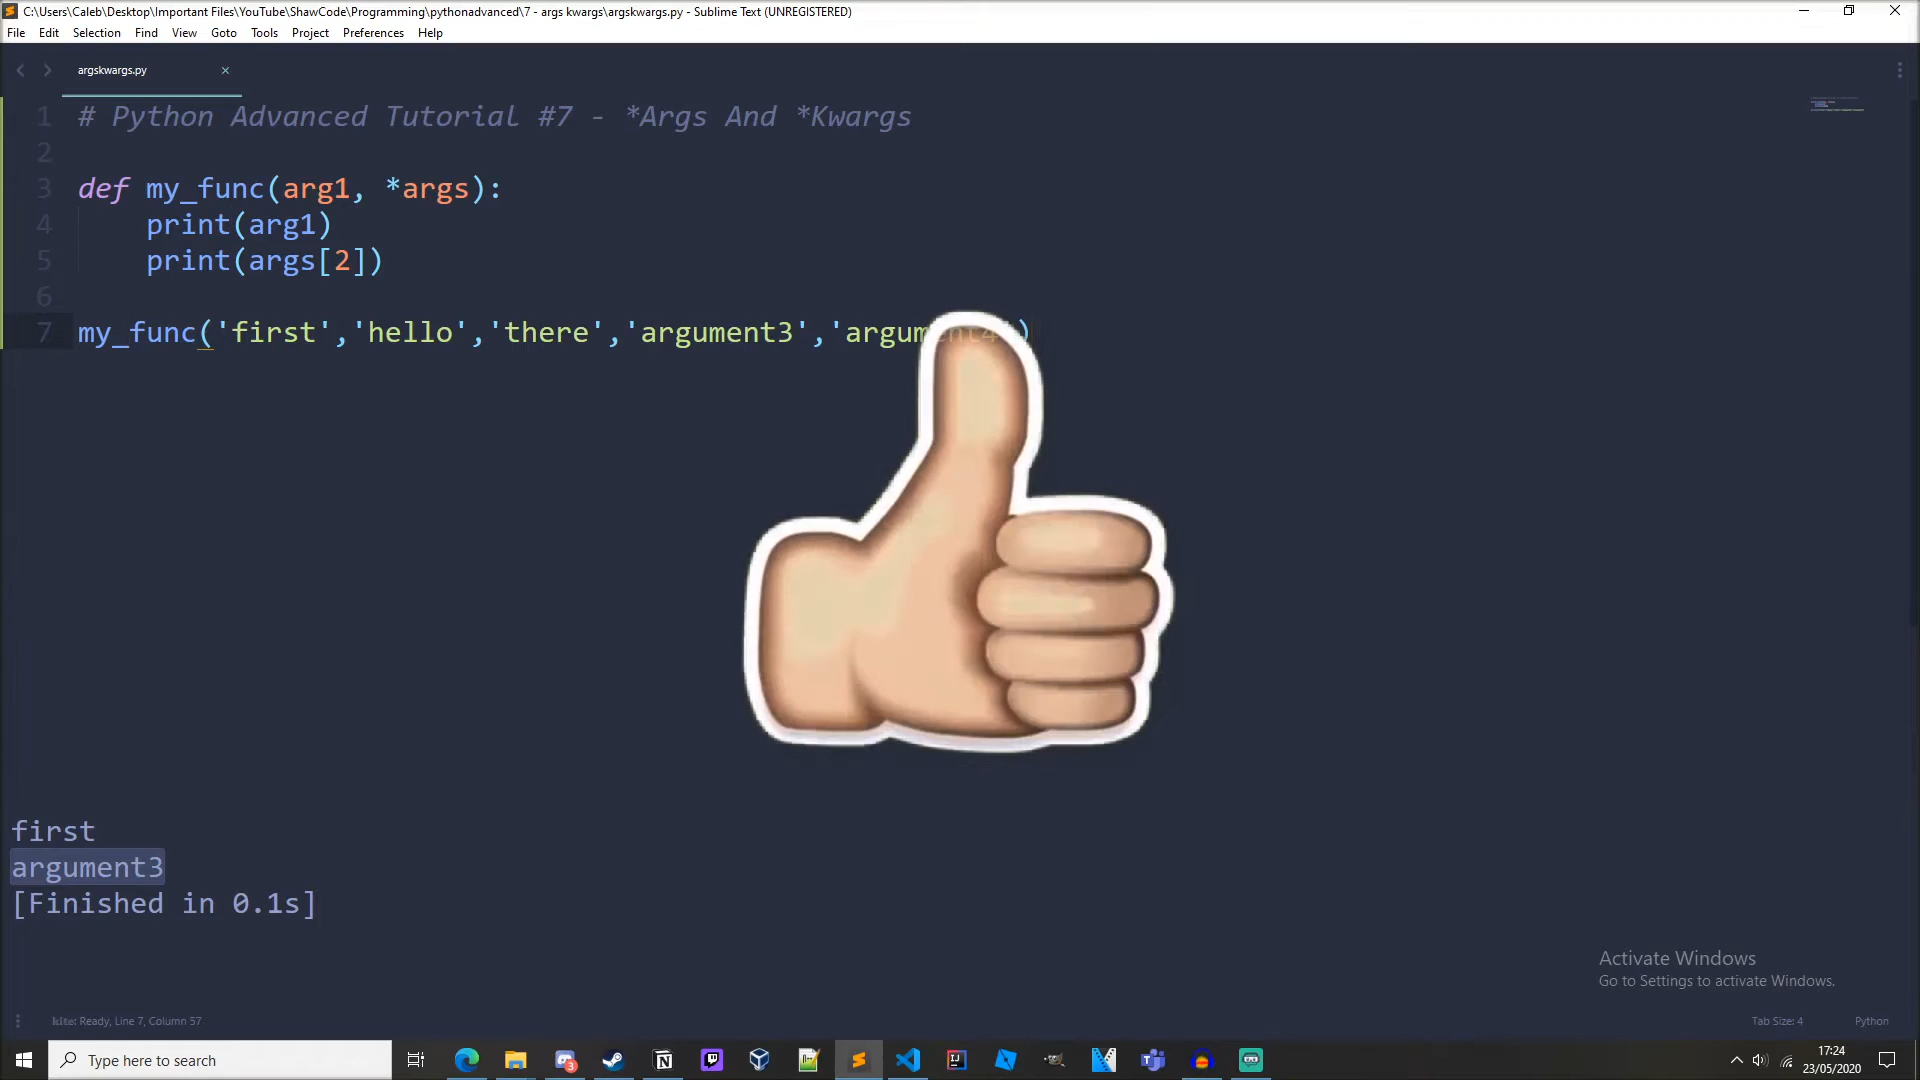 C:\Users\Caleb\Desktop\Important Files\YouTube\ShawCode\Programming\pythonadvanced\7 - args kwargs\argskwargs.py - Sublime Text (UNREGISTERED)
File Edit Selection Find View Goto Tools Project Preferences Help
argskwargs.py
1 # Python Advanced Tutorial #7 - *Args And *Kwargs
2
3 def my_func(arg1, *args):
4 print(arg1)
5 print(args[2])
6
7 my_func('first','hello','there','argument3','argument4')
first
argument3
[Finished in 0.1s]
Activate Windows
Go to Settings to activate Windows.
kite: Ready, Line 7, Column 57
Tab Size: 4
Python
Type here to search
3
17:24
23/05/2020